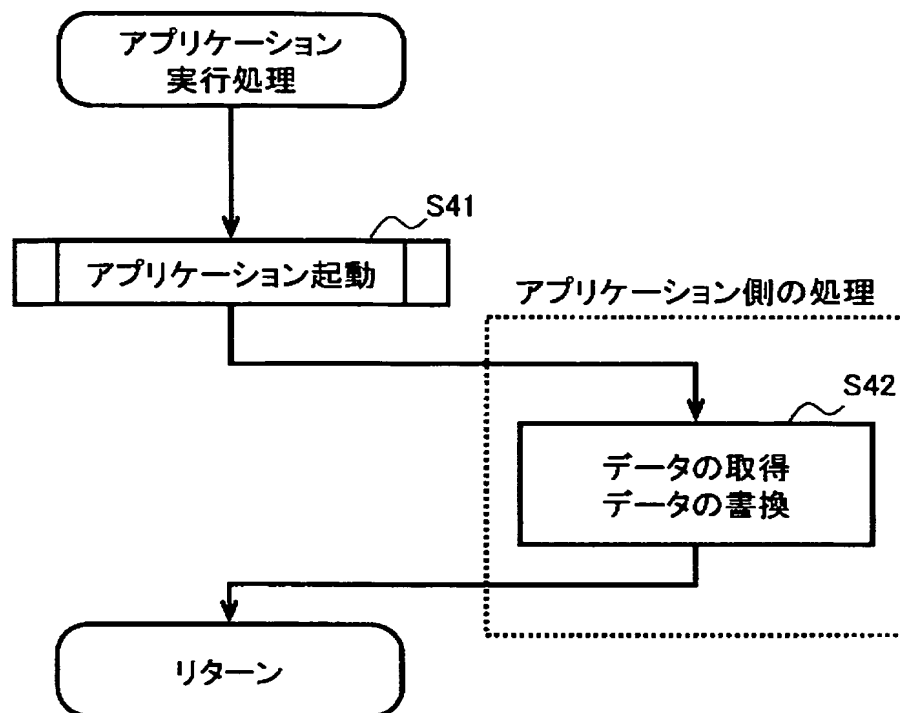 アプリケーション
実行処理
S41
アプリケーション起動
アプリケーション側の処理
S42
データの取得
データの書換
リターン